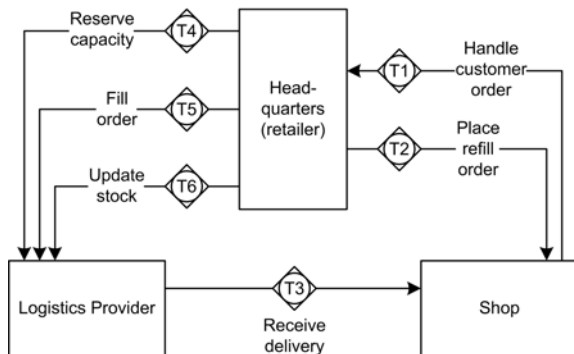 Reserve
capacity
T4
Fill
order
T5
Update
stock
T6
Head-
quarters
(retailer)
T1
Handle
customer
order
T2
Place
refill
order
Logistics Provider
T3
Receive
delivery
Shop